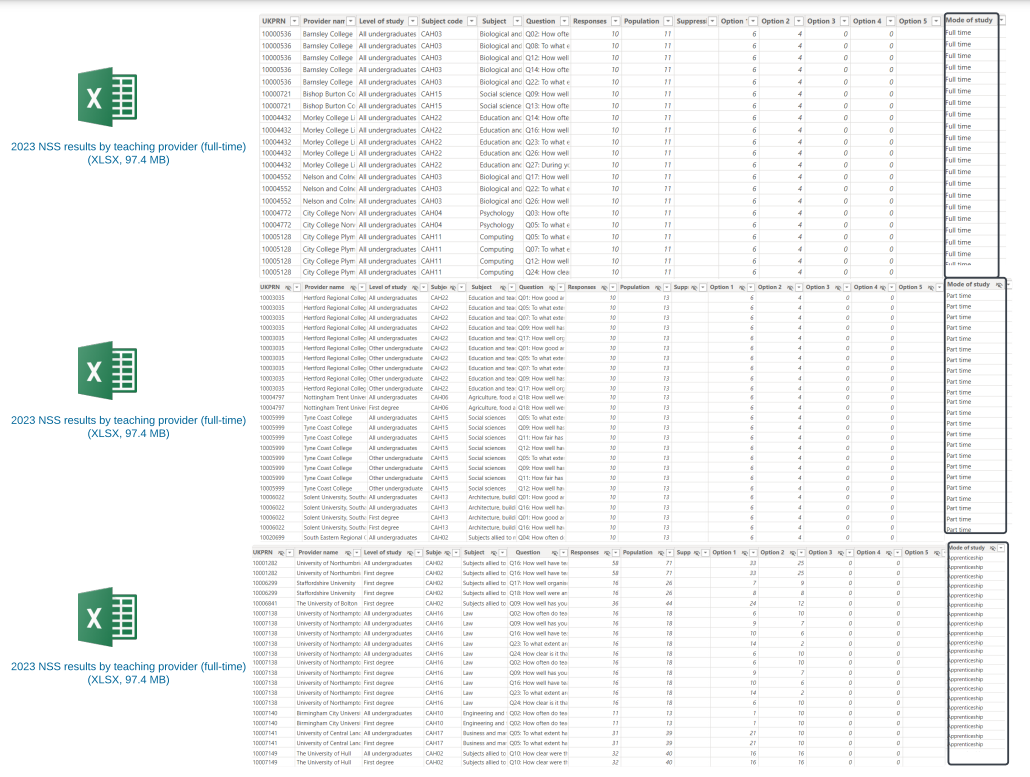 2023 NSS results by teaching provider (full-time)
(XLSX, 97.4 MB)
UKPRN Provider nam Level of study Subject code Subject Question Responses Population Suppressi Option 1 Option 2 Option 3 Option 4 Option 5 Mode of study
10000536 Barnsley College All undergraduates CAH03 Biological and Q02: How ofte 10 11 6 4 0 0 Full time
10000536 Barnsley College All undergraduates CAH03 Biological and Q08: To what e 10 11 6 4 0 0 Full time
10000536 Barnsley College All undergraduates CAH03 Biological and Q12: How well 10 11 6 4 0 0 Full time
10000536 Barnsley College All undergraduates CAH03 Biological and Q14: How ofte 10 11 6 4 0 0 Full time
10000536 Barnsley College All undergraduates CAH03 Biological and Q22: To what e 10 11 6 4 0 0 Full time
10000721 Bishop Burton Co All undergraduates CAH15 Social science Q09: How well 10 11 6 4 0 0 Full time
10000721 Bishop Burton Co All undergraduates CAH15 Social science Q13: How ofte 10 11 6 4 0 0 Full time
10004432 Morley College Li All undergraduates CAH22 Education and Q02: How ofte 10 11 6 4 0 0 Full time
10004432 Morley College Li All undergraduates CAH22 Education and Q16: How well 10 11 6 4 0 0 Full time
10004432 Morley College Li All undergraduates CAH22 Education and Q23: To what e 10 11 6 4 0 0 Full time
10004432 Morley College Li All undergraduates CAH22 Education and Q26: How well 10 11 6 4 0 0 Full time
10004432 Morley College Li All undergraduates CAH22 Education and Q27: During yo 10 11 6 4 0 0 Full time
10004552 Nelson and Colne All undergraduates CAH03 Biological and Q17: How well 10 11 6 4 0 0 Full time
10004552 Nelson and Colne All undergraduates CAH03 Biological and Q22: To what e 10 11 6 4 0 0 Full time
10004552 Nelson and Colne All undergraduates CAH03 Biological and Q26: How well 10 11 6 4 0 0 Full time
10004772 City College Norw All undergraduates CAH04 Psychology Q03: How ofte 10 11 6 4 0 0 Full time
10004772 City College Norw All undergraduates CAH04 Psychology Q05: To what e 10 11 6 4 0 0 Full time
10005128 City College Plym All undergraduates CAH11 Computing Q05: To what e 10 11 6 4 0 0 Full time
10005128 City College Plym All undergraduates CAH11 Computing Q07: To what e 10 11 6 4 0 0 Full time
10005128 City College Plym All undergraduates CAH11 Computing Q12: How well 10 11 6 4 0 0 Full time
10005128 City College Plym All undergraduates CAH11 Computing Q24: How clea 10 11 6 4 0 0
2023 NSS results by teaching provider (full-time)
(XLSX, 97.4 MB)
UKPRN Provider name Level of study Subje Subject Question Responses Population Supp Option 1 Option 2 Option 3 Option 4 Option 5 Mode of study
10003035 Hertford Regional Colleg All undergraduates CAH22 Education and tea Q01: How good ar 10 13 6 4 0 0 Part time
10003035 Hertford Regional Colleg All undergraduates CAH22 Education and tea Q05: To what exte 10 13 6 4 0 0 Part time
10003035 Hertford Regional Colleg All undergraduates CAH22 Education and tea Q07: To what exte 10 13 6 4 0 0 Part time
10003035 Hertford Regional Colleg All undergraduates CAH22 Education and tea Q09: How well has 10 13 6 4 0 0 Part time
10003035 Hertford Regional Colleg All undergraduates CAH22 Education and tea Q17: How well org 10 13 6 4 0 0 Part time
10003035 Hertford Regional Colleg Other undergraduate CAH22 Education and tea Q01: How good ar 10 13 6 4 0 0 Part time
10003035 Hertford Regional Colleg Other undergraduate CAH22 Education and tea Q05: To what exte 10 13 6 4 0 0 Part time
10003035 Hertford Regional Colleg Other undergraduate CAH22 Education and tea Q07: To what exte 10 13 6 4 0 0 Part time
10003035 Hertford Regional Colleg Other undergraduate CAH22 Education and tea Q09: How well has 10 13 6 4 0 0 Part time
10003035 Hertford Regional Colleg Other undergraduate CAH22 Education and tea Q17: How well org 10 13 6 4 0 0 Part time
10004797 Nottingham Trent Unive All undergraduates CAH06 Agriculture, food a Q18: How well we 10 13 6 4 0 0 Part time
10004797 Nottingham Trent Unive First degree CAH06 Agriculture, food a Q18: How well we 10 13 6 4 0 0 Part time
10005999 Tyne Coast College All undergraduates CAH15 Social sciences Q05: To what exte 10 13 6 4 0 0 Part time
10005999 Tyne Coast College All undergraduates CAH15 Social sciences Q09: How well has 10 13 6 4 0 0 Part time
10005999 Tyne Coast College All undergraduates CAH15 Social sciences Q11: How fair has 10 13 6 4 0 0 Part time
10005999 Tyne Coast College All undergraduates CAH15 Social sciences Q12: How well has 10 13 6 4 0 0 Part time
10005999 Tyne Coast College Other undergraduate CAH15 Social sciences Q05: To what exte 10 13 6 4 0 0 Part time
10005999 Tyne Coast College Other undergraduate CAH15 Social sciences Q09: How well has 10 13 6 4 0 0 Part time
10005999 Tyne Coast College Other undergraduate CAH15 Social sciences Q11: How fair has 10 13 6 4 0 0 Part time
10005999 Tyne Coast College Other undergraduate CAH15 Social sciences Q12: How well has 10 13 6 4 0 0 Part time
10006022 Solent University, South All undergraduates CAH13 Architecture, build Q01: How good ar 10 13 6 4 0 0 Part time
10006022 Solent University, South All undergraduates CAH13 Architecture, build Q16: How well hav 10 13 6 4 0 0 Part time
10006022 Solent University, South First degree CAH13 Architecture, build Q01: How good ar 10 13 6 4 0 0 Part time
10006022 Solent University, South First degree CAH13 Architecture, build Q16: How well hav 10 13 6 4 0 0
10020699 South Eastern Regional C All undergraduates CAH02 Subjects allied to m Q04: How often d 10 13 6 4 0 0
2023 NSS results by teaching provider (full-time)
(XLSX, 97.4 MB)
UKPRN Provider name Level of study Subje Subject Question Responses Population Supp Option 1 Option 2 Option 3 Option 4 Option 5 Mode of study
10001282 University of Northumbri All undergraduates CAH02 Subjects allied to Q16: How well have te 58 71 33 25 0 0 Apprenticeship
10001282 University of Northumbri First degree CAH02 Subjects allied to Q16: How well have te 58 71 33 25 0 0 Apprenticeship
10006299 Staffordshire University First degree CAH02 Subjects allied to Q17: How well organis 16 26 7 9 0 0 Apprenticeship
10006299 Staffordshire University First degree CAH02 Subjects allied to Q18: How well were an 16 26 8 8 0 0 Apprenticeship
10006841 The University of Bolton First degree CAH02 Subjects allied to Q09: How well has you 36 44 24 12 0 0 Apprenticeship
10007138 University of Northampto All undergraduates CAH16 Law Q02: How often do tea 16 18 6 10 0 0 Apprenticeship
10007138 University of Northampto All undergraduates CAH16 Law Q09: How well has you 16 18 9 7 0 0 Apprenticeship
10007138 University of Northampto All undergraduates CAH16 Law Q16: How well have tea 16 18 10 6 0 0 Apprenticeship
10007138 University of Northampto All undergraduates CAH16 Law Q23: To what extent ar 16 18 14 2 0 0 Apprenticeship
10007138 University of Northampto All undergraduates CAH16 Law Q24: How clear is it tha 16 18 6 10 0 0 Apprenticeship
10007138 University of Northampto First degree CAH16 Law Q02: How often do tea 16 18 6 10 0 0 Apprenticeship
10007138 University of Northampto First degree CAH16 Law Q09: How well has you 16 18 9 7 0 0 Apprenticeship
10007138 University of Northampto First degree CAH16 Law Q16: How well have te 16 18 10 6 0 0 Apprenticeship
10007138 University of Northampto First degree CAH16 Law Q23: To what extent ar 16 18 14 2 0 0 Apprenticeship
10007138 University of Northampto First degree CAH16 Law Q24: How clear is it th 16 18 6 10 0 0 Apprenticeship
10007140 Birmingham City Universi All undergraduates CAH10 Engineering and Q02: How often do tea 11 13 1 10 0 0 Apprenticeship
10007140 Birmingham City Universi First degree CAH10 Engineering and Q02: How often do tea 11 13 1 10 0 0 Apprenticeship
10007141 University of Central Lanc All undergraduates CAH17 Business and ma Q05: To what extent ha 31 39 21 10 0 0 Apprenticeship
10007141 University of Central Lanc First degree CAH17 Business and ma Q05: To what extent ha 31 39 21 10 0 0 Apprenticeship
10007149 The University of Hull All undergraduates CAH02 Subjects allied to Q10: How clear were t 32 40 16 16 0 0 Apprenticeship
10007149 The University of Hull First degree CAH02 Subjects allied to Q10: How clear were th 32 40 16 16 0 0